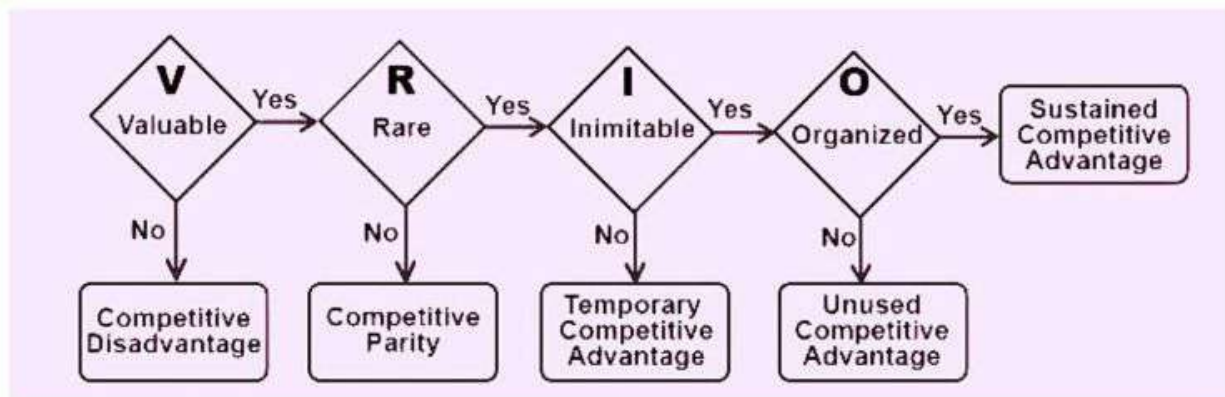 V
Valuable
Yes
R
Rare
Yes
I
Inimitable
Yes
O
Organized
Yes
Sustained
Competitive
Advantage
No
Competitive
Disadvantage
No
Competitive
Parity
No
Temporary
Competitive
Advantage
No
Unused
Competitive
Advantage